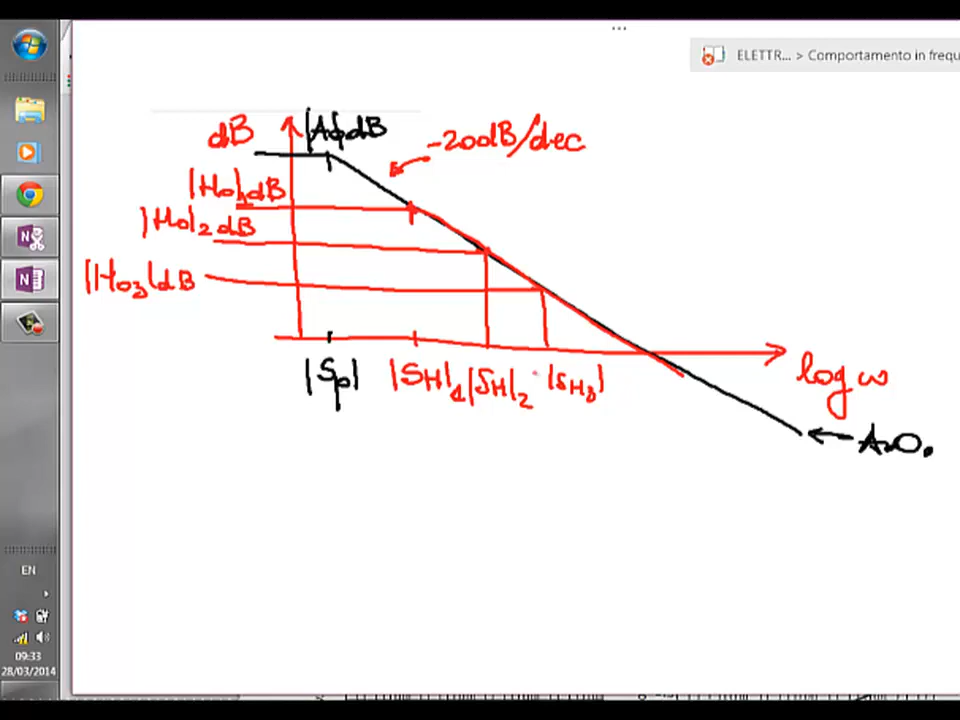 ELETTR... > Comportamento in frequ
dB |A₀|dB
-20dB/dec
|H₀|₁dB
|H₀|₂dB
|H₀₃|dB
|Sp| |SH|₁ |SH|₂ |SH₃|
log ω
A.O.
EN
09:33
28/03/2014